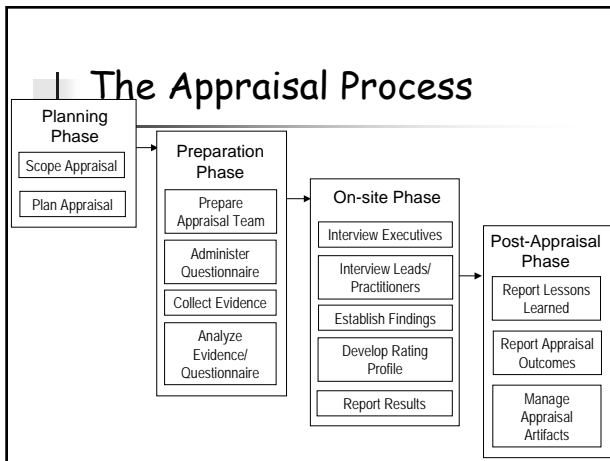 The Appraisal Process
Planning
Phase
Scope Appraisal
Plan Appraisal
Preparation
Phase
Prepare
Appraisal Team
Administer
Questionnaire
Collect Evidence
Analyze
Evidence/
Questionnaire
On-site Phase
Interview Executives
Interview Leads/
Practitioners
Establish Findings
Develop Rating
Profile
Report Results
Post-Appraisal
Phase
Report Lessons
Learned
Report Appraisal
Outcomes
Manage
Appraisal
Artifacts